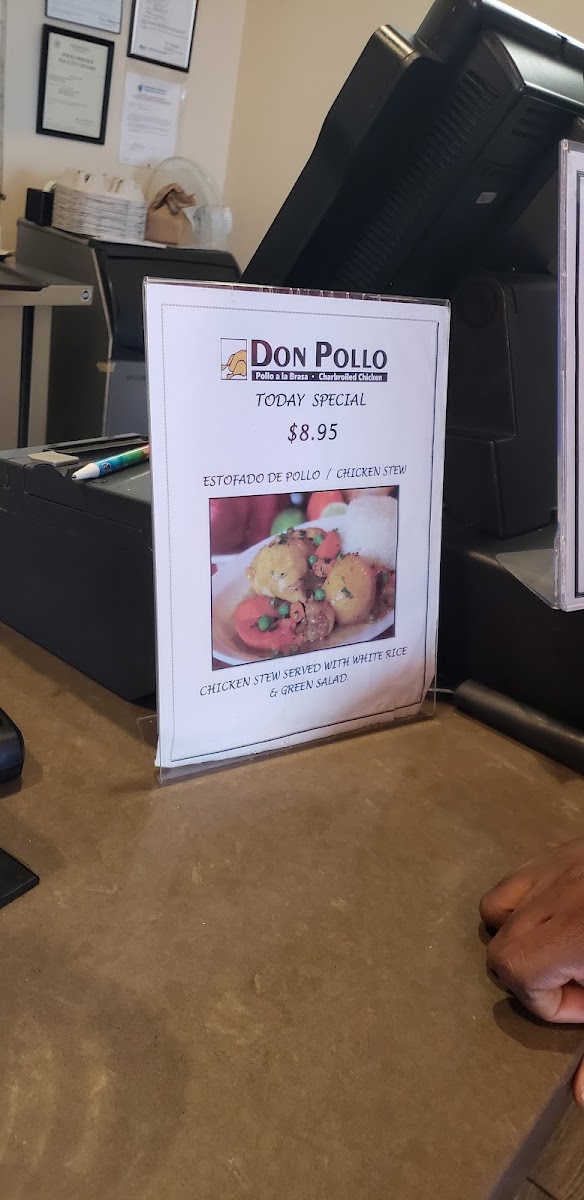 DON POLLO
Pollo a la Brasa • Charbroiled Chicken
TODAY SPECIAL
$8.95
ESTOFADO DE POLLO / CHICKEN STEW
CHICKEN STEW SERVED WITH WHITE RICE
& GREEN SALAD.